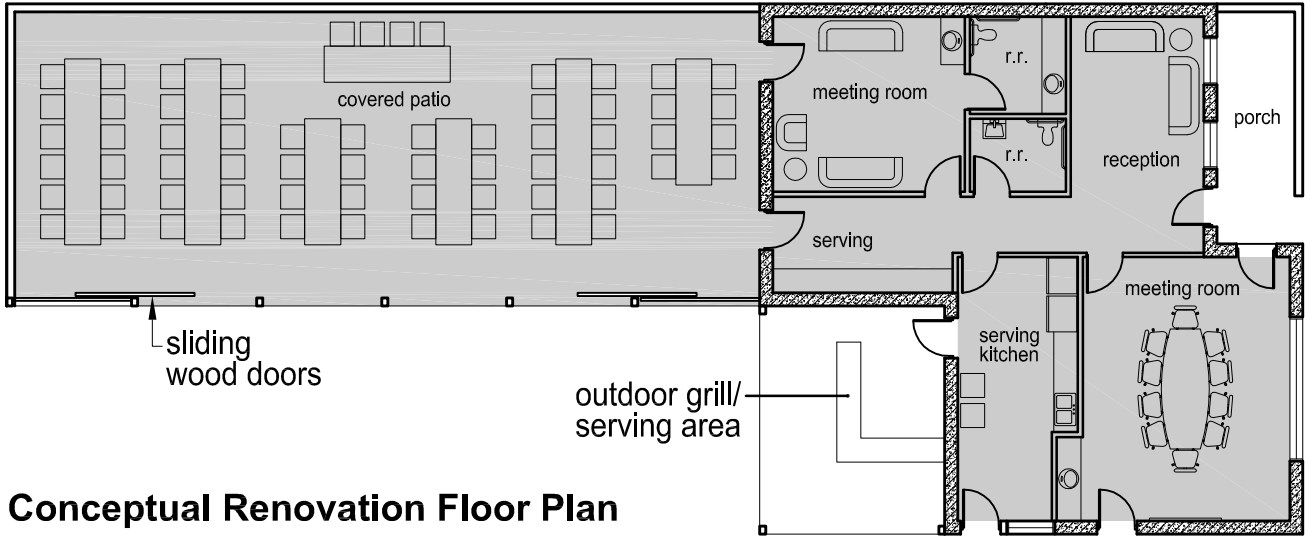 covered patio
meeting room
r.r.
r.r.
reception
porch
serving
meeting room
serving
kitchen
sliding
wood doors
outdoor grill/
serving area
Conceptual Renovation Floor Plan